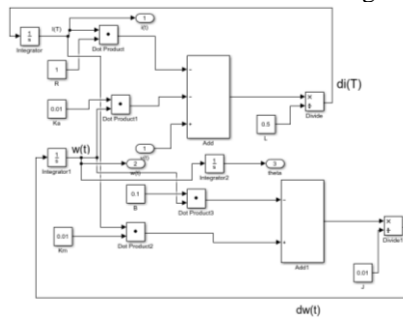 1
i(t)
1
s
i(T)
Integrator
Dot Product
1
R
di(T)
Divide
0.01
Ke
Dot Product1
Add
0.5
L
1
w(t)
1
s
Integrator1
2
w(t)
1
s
Integrator2
3
theta
0.1
B
Dot Product3
0.01
Km
Dot Product2
Add1
Divide1
0.01
J
dw(t)